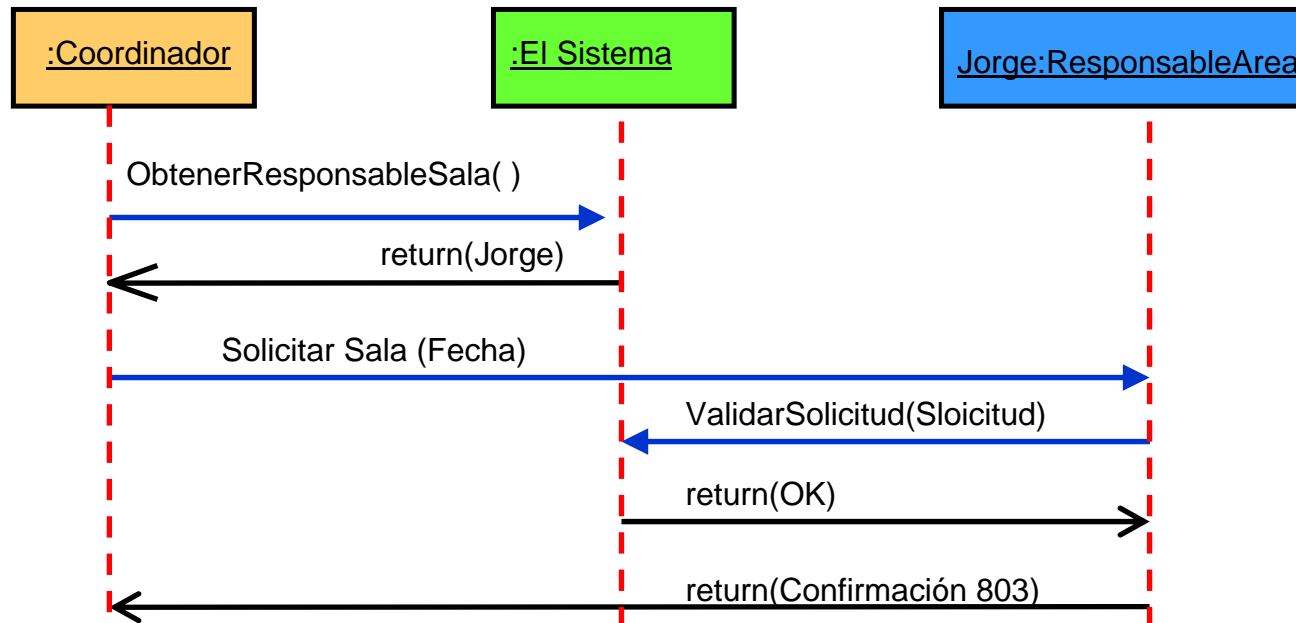 :Coordinador
:El Sistema
Jorge:ResponsableArea
ObtenerResponsableSala( )
return(Jorge)
Solicitar Sala (Fecha)
ValidarSolicitud(Sloicitud)
return(OK)
return(Confirmación 803)